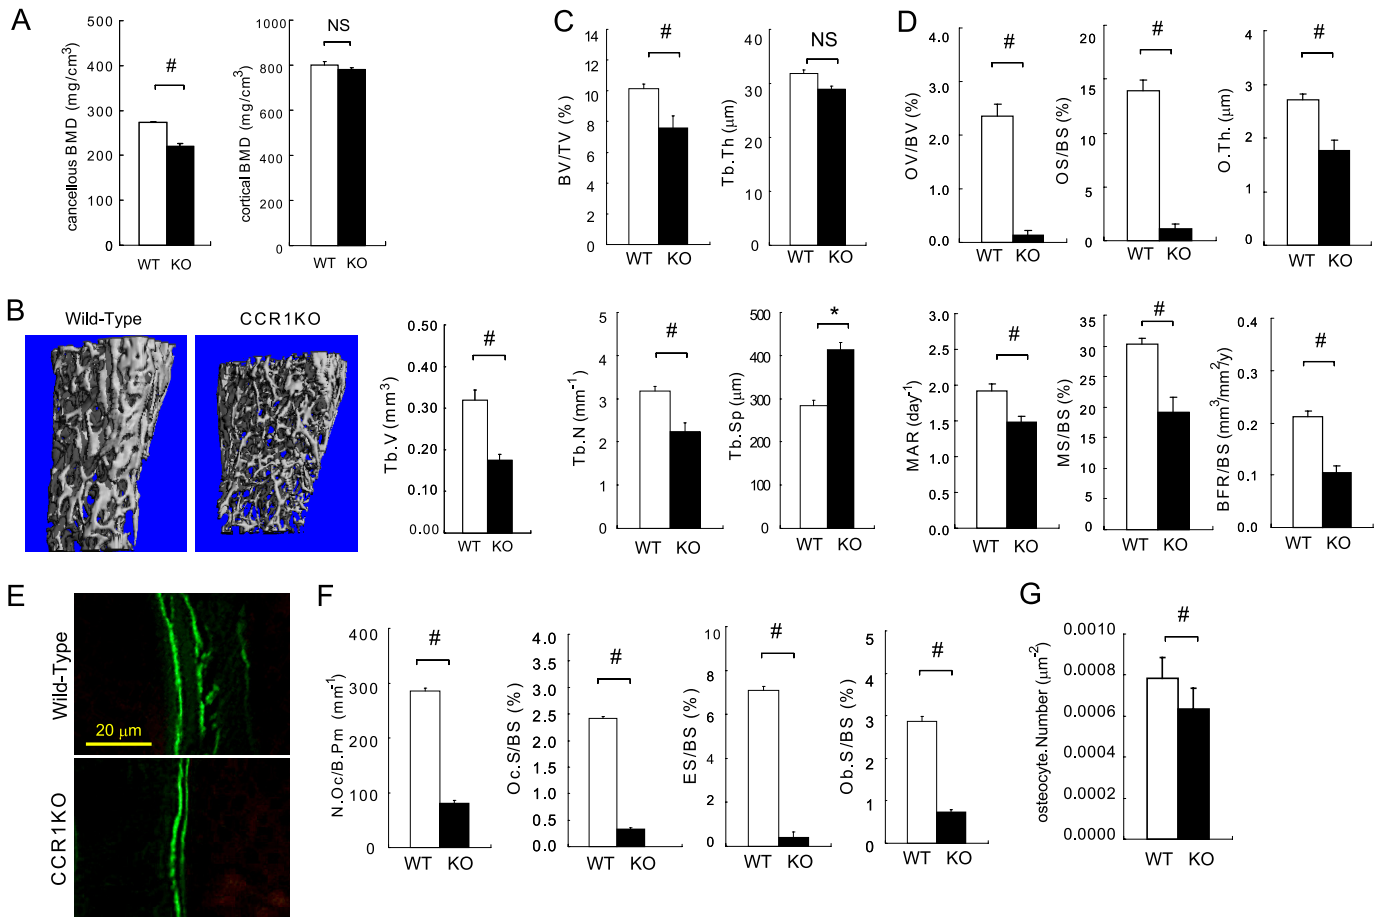 A
cancellous BMD (mg/cm³)
500
400
300
200
100
0
#
WT KO
cortical BMD (mg/cm³)
1000
800
600
400
200
0
NS
WT KO
B
Wild-Type
CCR1KO
Tb.V (mm³)
0.50
0.40
0.30
0.20
0.10
0.00
#
WT KO
C
BV/TV (%)
14
12
10
8
6
4
2
0
#
WT KO
Tb.Th (μm)
40
30
20
10
0
NS
WT KO
Tb.N (mm⁻¹)
5
4
3
2
1
0
#
WT KO
Tb.Sp (μm)
500
400
300
200
100
0
*
WT KO
D
OV/BV (%)
4.0
3.0
2.0
1.0
0.0
#
WT KO
OS/BS (%)
20
15
10
5
0
#
WT KO
O.Th. (μm)
4
3
2
1
0
#
WT KO
MAR (day⁻¹)
3.0
2.5
2.0
1.5
1.0
0.5
0.0
#
WT KO
MS/BS (%)
35
30
25
20
15
10
5
0
#
WT KO
BFR/BS (mm³/mm²/y)
0.4
0.3
0.2
0.1
0.0
#
WT KO
E
Wild-Type
20 μm
CCR1KO
F
N.Oc/B.Pm (mm⁻¹)
400
300
200
100
0
#
WT KO
Oc.S/BS (%)
4.0
3.5
3.0
2.5
2.0
1.5
1.0
0.5
0.0
#
WT KO
ES/BS (%)
10
8
6
4
2
0
#
WT KO
Ob.S/BS (%)
5
4
3
2
1
0
#
WT KO
G
osteocyte.Number (μm⁻²)
0.0010
0.0008
0.0006
0.0004
0.0002
0.0000
#
WT KO